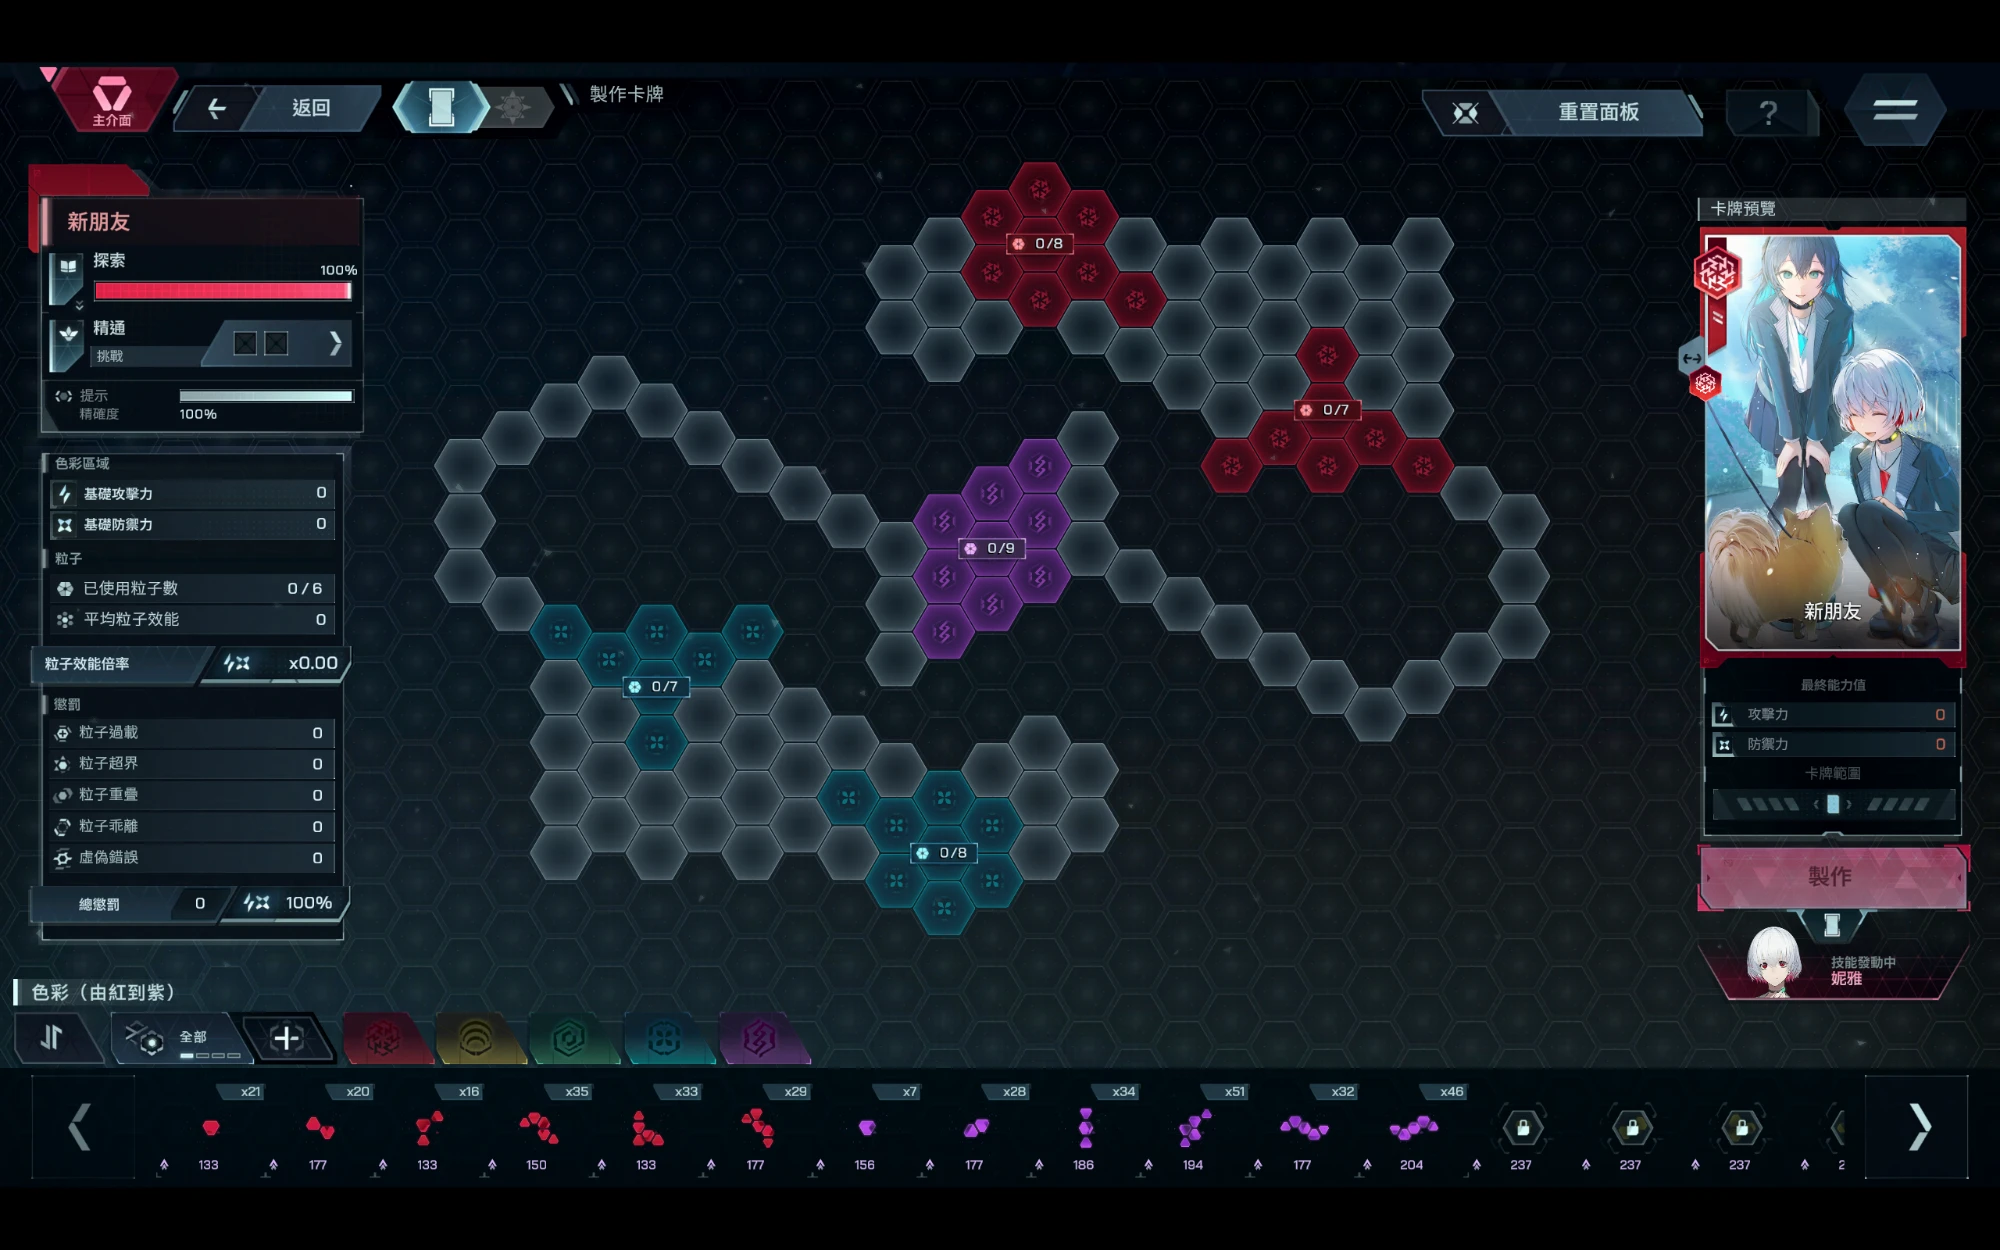 主介面
返回
製作卡牌
重置面板
?
新朋友
探索
100%
精通
挑戰
提示
精確度
100%
色彩區域
基礎攻擊力 0
基礎防禦力 0
粒子
已使用粒子數 0/6
平均粒子效能 0
粒子效能倍率 x0.00
懲罰
粒子過載 0
粒子超界 0
粒子重疊 0
粒子乖離 0
虛偽錯誤 0
總懲罰 0 100%
0/8
0/7
0/9
0/7
0/8
卡牌預覽
新朋友
最終能力值
攻擊力 0
防禦力 0
卡牌範圍
製作
技能發動中
妮雅
色彩（由紅到紫）
全部
x21 x20 x16 x35 x33 x29 x7 x28 x34 x51 x32 x46
133 177 133 150 133 177 156 177 186 194 177 204 237 237 237 2